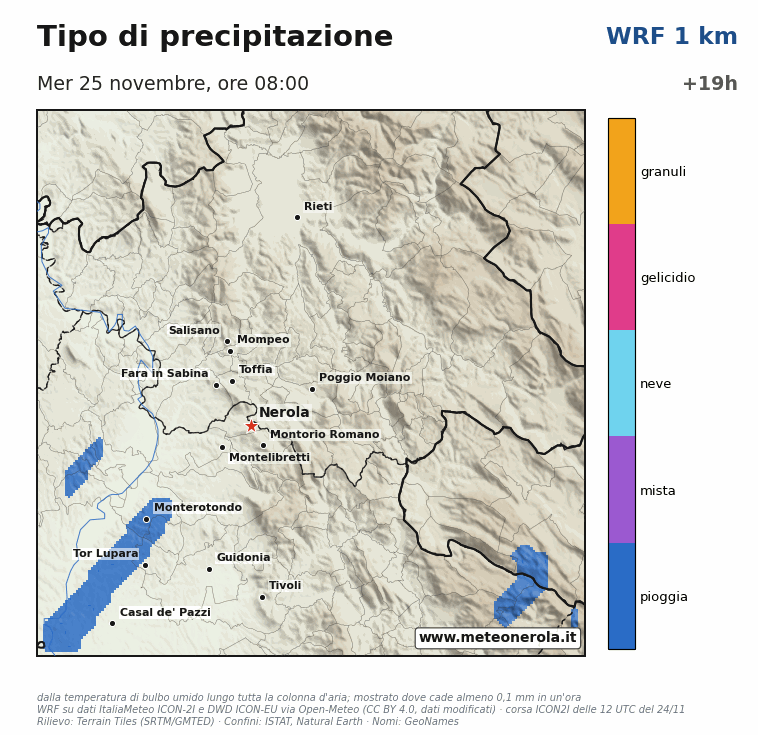 Tipo di precipitazione
WRF 1 km
Mer 25 novembre, ore 08:00
+19h
granuli
gelicidio
neve
mista
pioggia
Rieti
Salisano
Mompeo
Fara in Sabina
Toffia
Poggio Moiano
Nerola
Montorio Romano
Montelibretti
Monterotondo
Tor Lupara
Guidonia
Tivoli
Casal de' Pazzi
www.meteonerola.it
dalla temperatura di bulbo umido lungo tutta la colonna d'aria; mostrato dove cade almeno 0,1 mm in un'ora
WRF su dati ItaliaMeteo ICON-2I e DWD ICON-EU via Open-Meteo (CC BY 4.0, dati modificati) · corsa ICON2I delle 12 UTC del 24/11
Rilievo: Terrain Tiles (SRTM/GMTED) · Confini: ISTAT, Natural Earth · Nomi: GeoNames